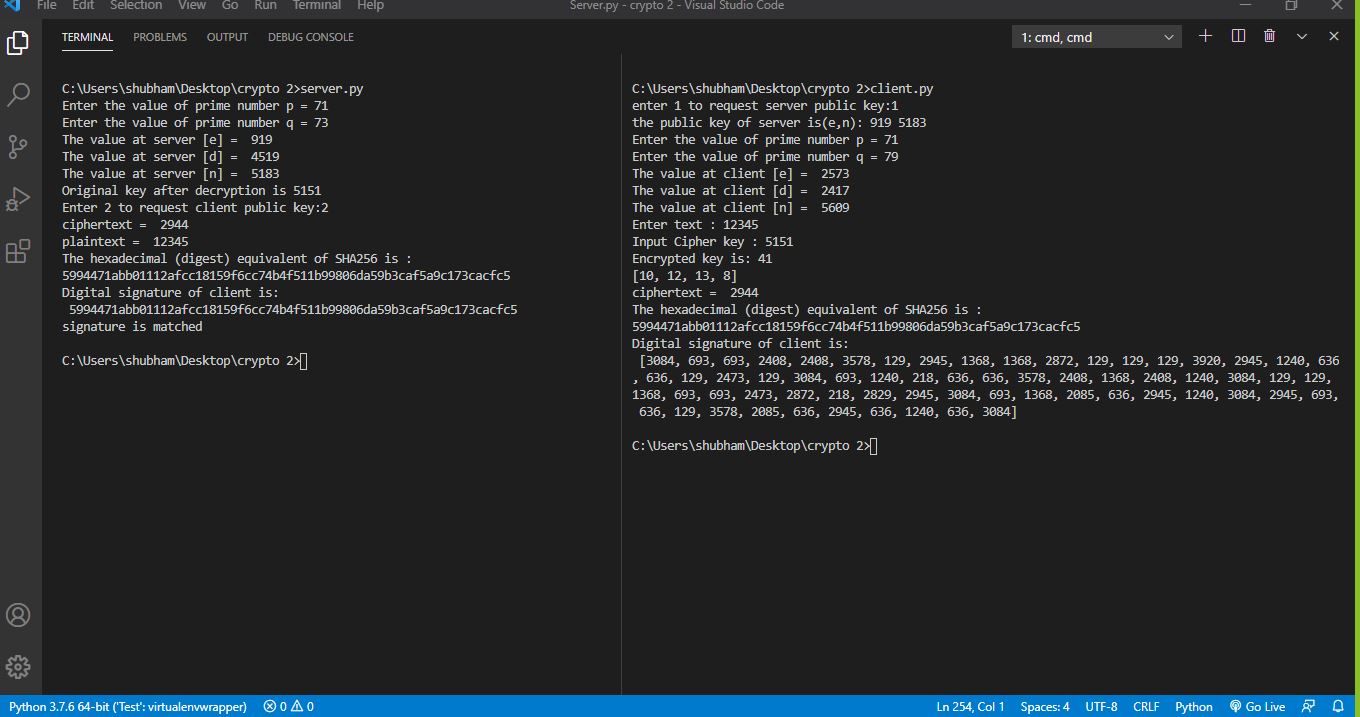 File Edit Selection View Go Run Terminal Help
Server.py - crypto 2 - Visual Studio Code
TERMINAL PROBLEMS OUTPUT DEBUG CONSOLE
1: cmd, cmd
C:\Users\shubham\Desktop\crypto 2>server.py
Enter the value of prime number p = 71
Enter the value of prime number q = 73
The value at server [e] =  919
The value at server [d] =  4519
The value at server [n] =  5183
Original key after decryption is 5151
Enter 2 to request client public key:2
ciphertext =  2944
plaintext =  12345
The hexadecimal (digest) equivalent of SHA256 is :
5994471abb01112afcc18159f6cc74b4f511b99806da59b3caf5a9c173cacfc5
Digital signature of client is:
5994471abb01112afcc18159f6cc74b4f511b99806da59b3caf5a9c173cacfc5
signature is matched
C:\Users\shubham\Desktop\crypto 2>
C:\Users\shubham\Desktop\crypto 2>client.py
enter 1 to request server public key:1
the public key of server is(e,n): 919 5183
Enter the value of prime number p = 71
Enter the value of prime number q = 79
The value at client [e] =  2573
The value at client [d] =  2417
The value at client [n] =  5609
Enter text : 12345
Input Cipher key : 5151
Encrypted key is: 41
[10, 12, 13, 8]
ciphertext =  2944
The hexadecimal (digest) equivalent of SHA256 is :
5994471abb01112afcc18159f6cc74b4f511b99806da59b3caf5a9c173cacfc5
Digital signature of client is:
[3084, 693, 693, 2408, 2408, 3578, 129, 2945, 1368, 1368, 2872, 129, 129, 129, 3920, 2945, 1240, 636
, 636, 129, 2473, 129, 3084, 693, 1240, 218, 636, 636, 3578, 2408, 1368, 2408, 1240, 3084, 129, 129,
1368, 693, 693, 2473, 2872, 218, 2829, 2945, 3084, 693, 1368, 2085, 636, 2945, 1240, 3084, 2945, 693,
636, 129, 3578, 2085, 636, 2945, 636, 1240, 636, 3084]
C:\Users\shubham\Desktop\crypto 2>
Python 3.7.6 64-bit ('Test': virtualenvwrapper) 0 0 Ln 254, Col 1 Spaces: 4 UTF-8 CRLF Python Go Live